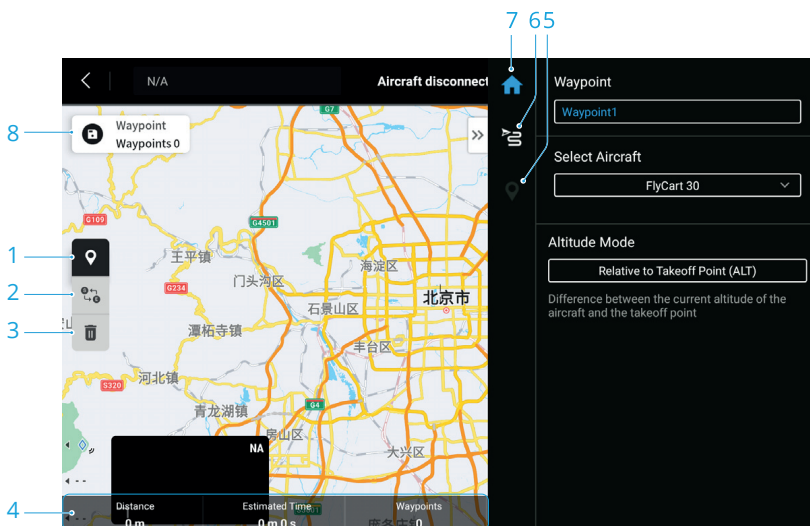 7 6 5
N/A
Aircraft disconnect
Waypoint
Waypoint1
Select Aircraft
FlyCart 30
Altitude Mode
Relative to Takeoff Point (ALT)
Difference between the current altitude of the
aircraft and the takeoff point
8
Waypoint
Waypoints 0
G7
G109
G4501
1
王平镇
海淀区
2
G234
门头沟区
北京市
石景山区
3
潭柘寺镇
丰台区
S320
河北镇
青龙湖镇
G4
房山区
NA
大兴区
4
Distance
Estimated Time
Waypoints
0 m
0 m 0 s
0